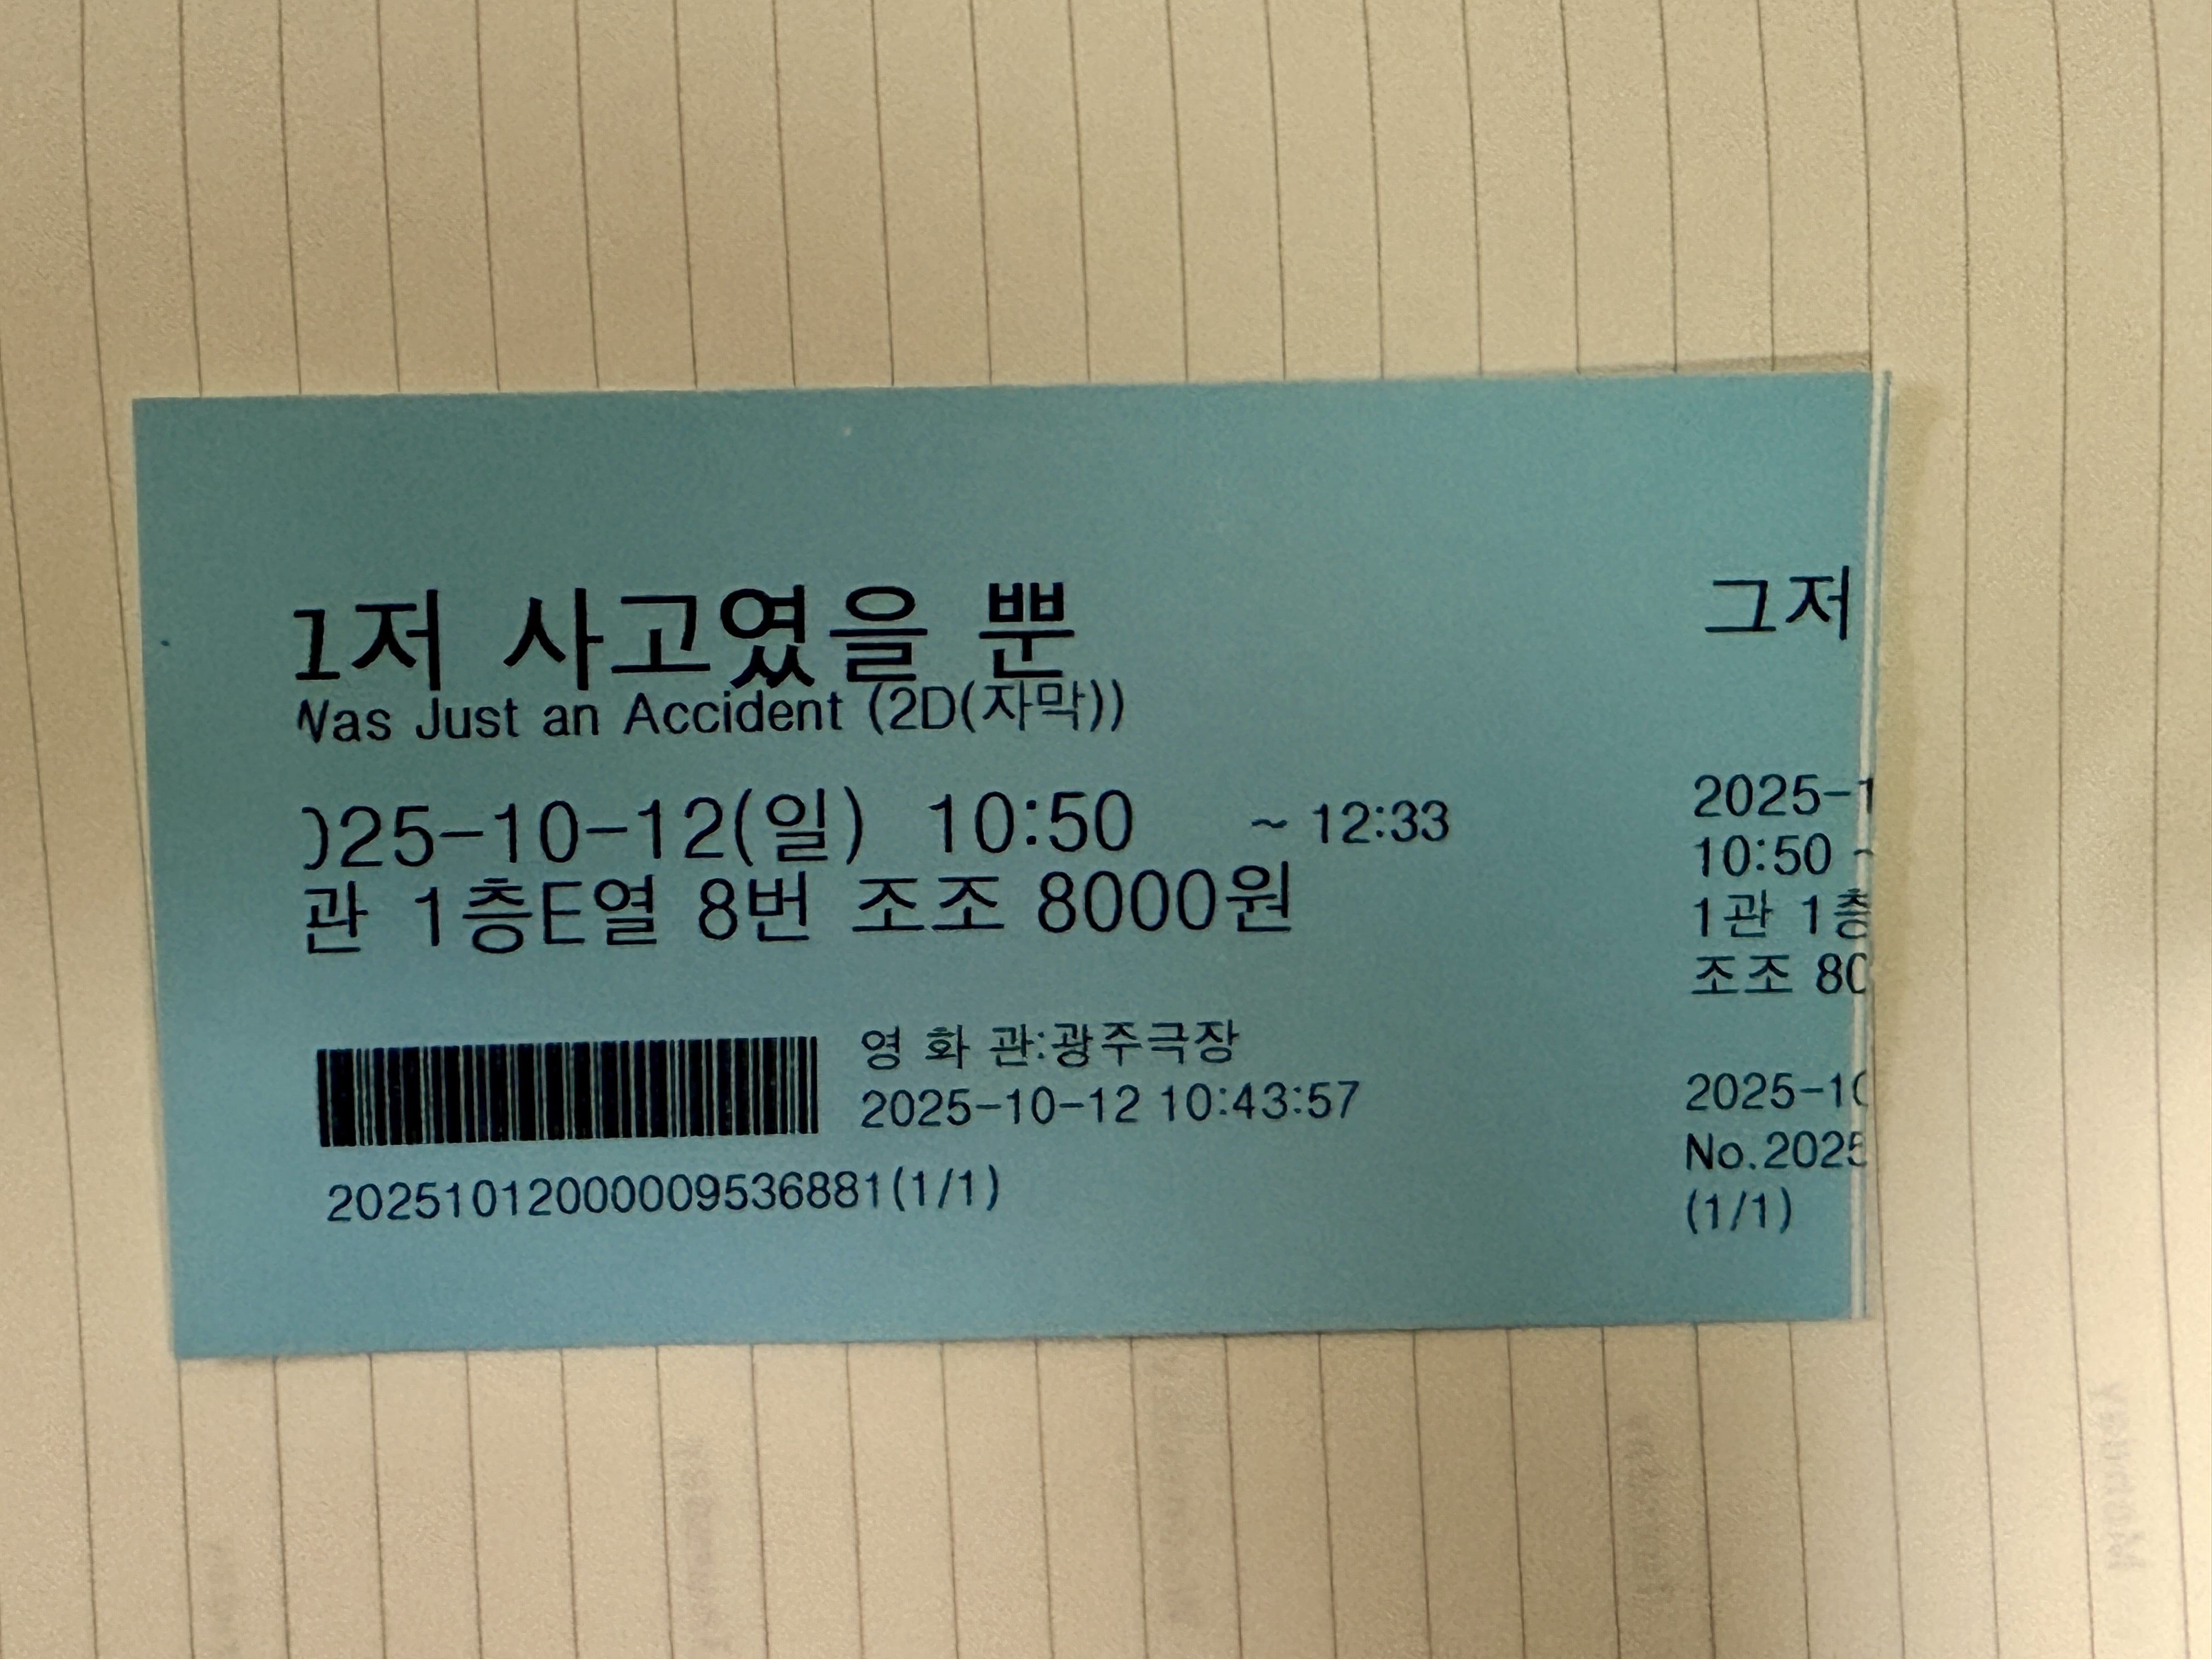 저 사고였을 뿐
Was Just an Accident (2D(자막))
025-10-12(일) 10:50 ~ 12:33
관 1층E열 8번 조조 8000원
영 화 관:광주극장
2025-10-12 10:43:57
20251012000009536881(1/1)
그저
2025-1
10:50 ~
1관 1층
조조 80
2025-10
No.2025
(1/1)